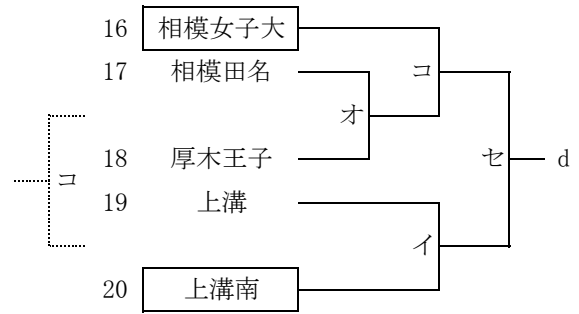 16 相模女子大
17 相模田名
コ
オ
18 厚木王子
セ d
コ
19 上溝
イ
20 上溝南